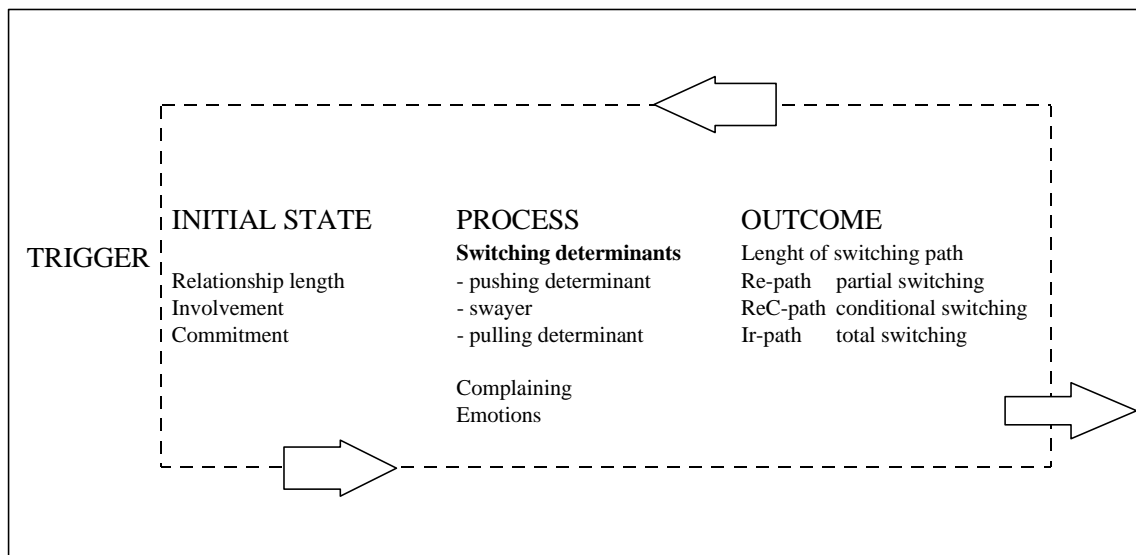 TRIGGER
INITIAL STATE
Relationship length
Involvement
Commitment
PROCESS
Switching determinants
- pushing determinant
- swayer
- pulling determinant
Complaining
Emotions
OUTCOME
Lenght of switching path
Re-path partial switching
ReC-path conditional switching
Ir-path total switching